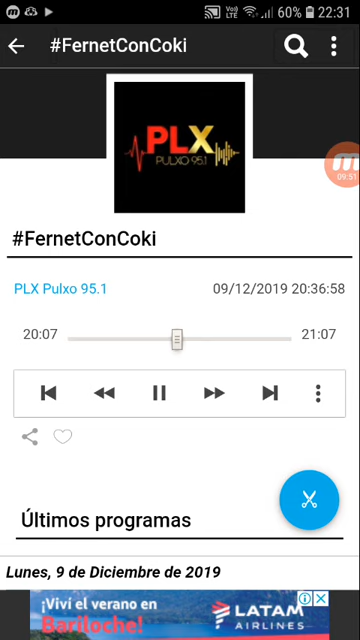 VoLTE 60% 22:31
#FernetConCoki
PLX
PULXO 95.1
09:51
#FernetConCoki
PLX Pulxo 95.1 09/12/2019 20:36:58
20:07 21:07
Últimos programas
Lunes, 9 de Diciembre de 2019
¡Viví el verano en
Bariloche!
LATAM
AIRLINES